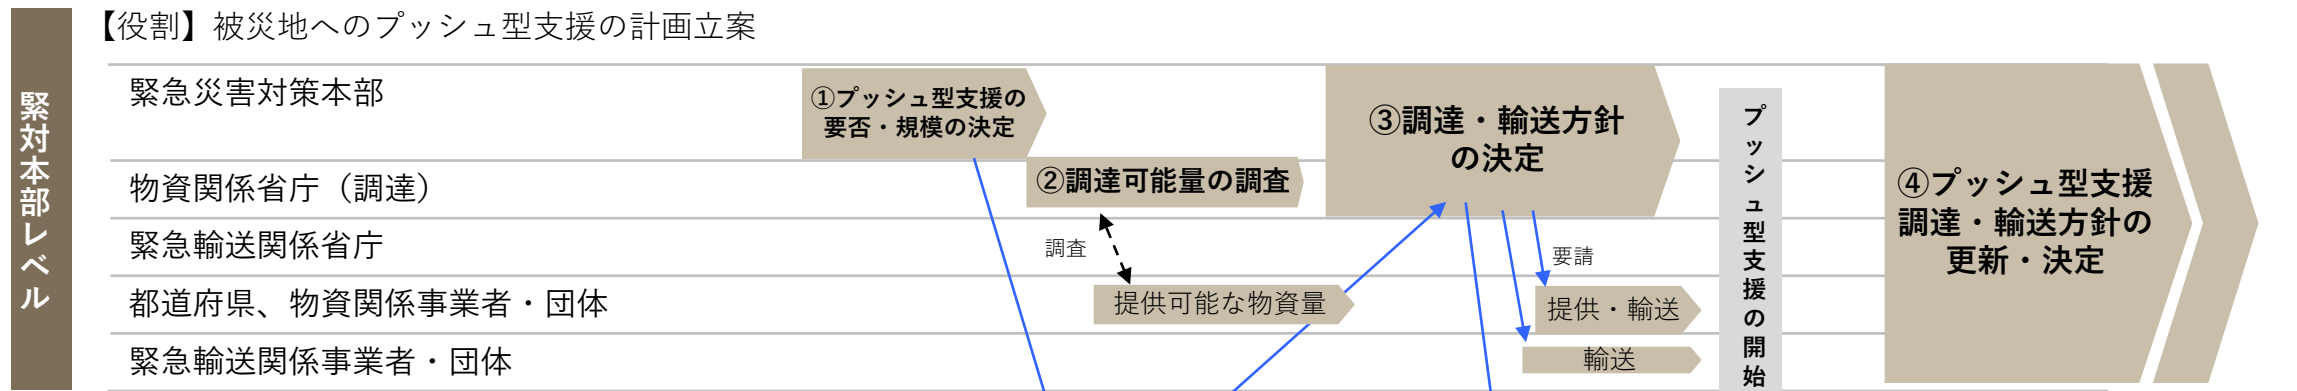 【役割】被災地へのプッシュ型支援の計画立案
緊対本部レベル
緊急災害対策本部
①プッシュ型支援の
要否・規模の決定
③調達・輸送方針
の決定
物資関係省庁（調達）
②調達可能量の調査
緊急輸送関係省庁
調査
要請
都道府県、物資関係事業者・団体
提供可能な物資量
提供・輸送
緊急輸送関係事業者・団体
輸送
プッシュ型支援の開始
④プッシュ型支援
調達・輸送方針の
更新・決定